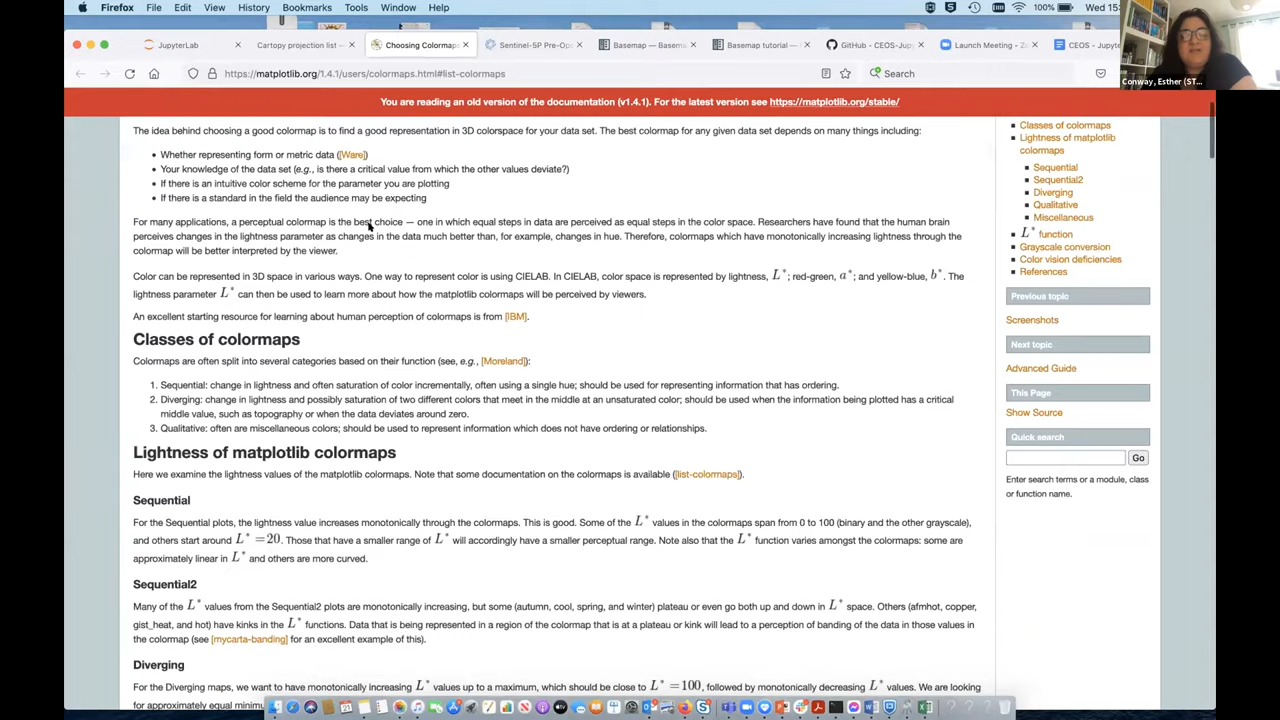 Firefox File Edit View History Bookmarks Tools Window Help 100% Wed 15:
JupyterLab × Cartopy projection list — × Choosing Colormaps × Sentinel-5P Pre-Op × Basemap — Basema × Basemap tutorial — × GitHub - CEOS-Jup × Launch Meeting - Z × CEOS - Jupyte
Conway, Esther (ST...
https://matplotlib.org/1.4.1/users/colormaps.html#list-colormaps Search
You are reading an old version of the documentation (v1.4.1). For the latest version see https://matplotlib.org/stable/
The idea behind choosing a good colormap is to find a good representation in 3D colorspace for your data set. The best colormap for any given data set depends on many things including:
• Whether representing form or metric data ([Ware])
• Your knowledge of the data set (e.g., is there a critical value from which the other values deviate?)
• If there is an intuitive color scheme for the parameter you are plotting
• If there is a standard in the field the audience may be expecting
For many applications, a perceptual colormap is the best choice — one in which equal steps in data are perceived as equal steps in the color space. Researchers have found that the human brain
perceives changes in the lightness parameter as changes in the data much better than, for example, changes in hue. Therefore, colormaps which have monotonically increasing lightness through the
colormap will be better interpreted by the viewer.
Color can be represented in 3D space in various ways. One way to represent color is using CIELAB. In CIELAB, color space is represented by lightness, L*; red-green, a*; and yellow-blue, b*. The
lightness parameter L* can then be used to learn more about how the matplotlib colormaps will be perceived by viewers.
An excellent starting resource for learning about human perception of colormaps is from [IBM].
Classes of colormaps
Colormaps are often split into several categories based on their function (see, e.g., [Moreland]):
1. Sequential: change in lightness and often saturation of color incrementally, often using a single hue; should be used for representing information that has ordering.
2. Diverging: change in lightness and possibly saturation of two different colors that meet in the middle at an unsaturated color; should be used when the information being plotted has a critical
middle value, such as topography or when the data deviates around zero.
3. Qualitative: often are miscellaneous colors; should be used to represent information which does not have ordering or relationships.
Lightness of matplotlib colormaps
Here we examine the lightness values of the matplotlib colormaps. Note that some documentation on the colormaps is available ([list-colormaps]).
Sequential
For the Sequential plots, the lightness value increases monotonically through the colormaps. This is good. Some of the L* values in the colormaps span from 0 to 100 (binary and the other grayscale),
and others start around L* = 20. Those that have a smaller range of L* will accordingly have a smaller perceptual range. Note also that the L* function varies amongst the colormaps: some are
approximately linear in L* and others are more curved.
Sequential2
Many of the L* values from the Sequential2 plots are monotonically increasing, but some (autumn, cool, spring, and winter) plateau or even go both up and down in L* space. Others (afmhot, copper,
gist_heat, and hot) have kinks in the L* functions. Data that is being represented in a region of the colormap that is at a plateau or kink will lead to a perception of banding of the data in those values in
the colormap (see [mycarta-banding] for an excellent example of this).
Diverging
For the Diverging maps, we want to have monotonically increasing L* values up to a maximum, which should be close to L* = 100, followed by monotonically decreasing L* values. We are looking
for approximately equal minimu
Classes of colormaps
Lightness of matplotlib
colormaps
Sequential
Sequential2
Diverging
Qualitative
Miscellaneous
L* function
Grayscale conversion
Color vision deficiencies
References
Previous topic
Screenshots
Next topic
Advanced Guide
This Page
Show Source
Quick search
Go
Enter search terms or a module, class
or function name.